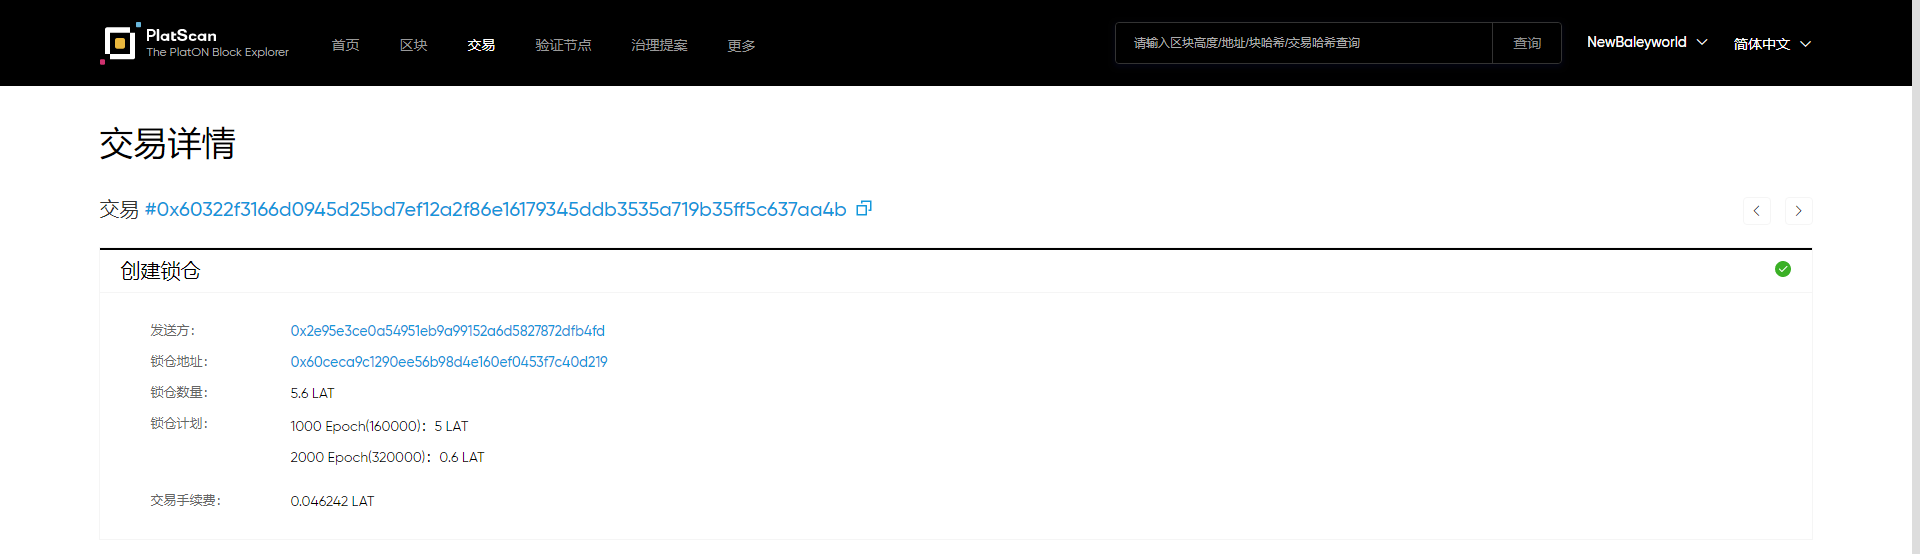 PlatScan
The PlatON Block Explorer
首页 区块 交易 验证节点 治理提案 更多
请输入区块高度/地址/块哈希/交易哈希查询 查询
NewBaleyworld 简体中文
交易详情
交易 #0x60322f3166d0945d25bd7ef12a2f86e16179345ddb3535a719b35ff5c637aa4b
创建锁仓
发送方: 0x2e95e3ce0a54951eb9a99152a6d5827872dfb4fd
锁仓地址: 0x60ceca9c1290ee56b98d4e160ef0453f7c40d219
锁仓数量: 5.6 LAT
锁仓计划: 1000 Epoch(160000)：5 LAT
2000 Epoch(320000)：0.6 LAT
交易手续费: 0.046242 LAT